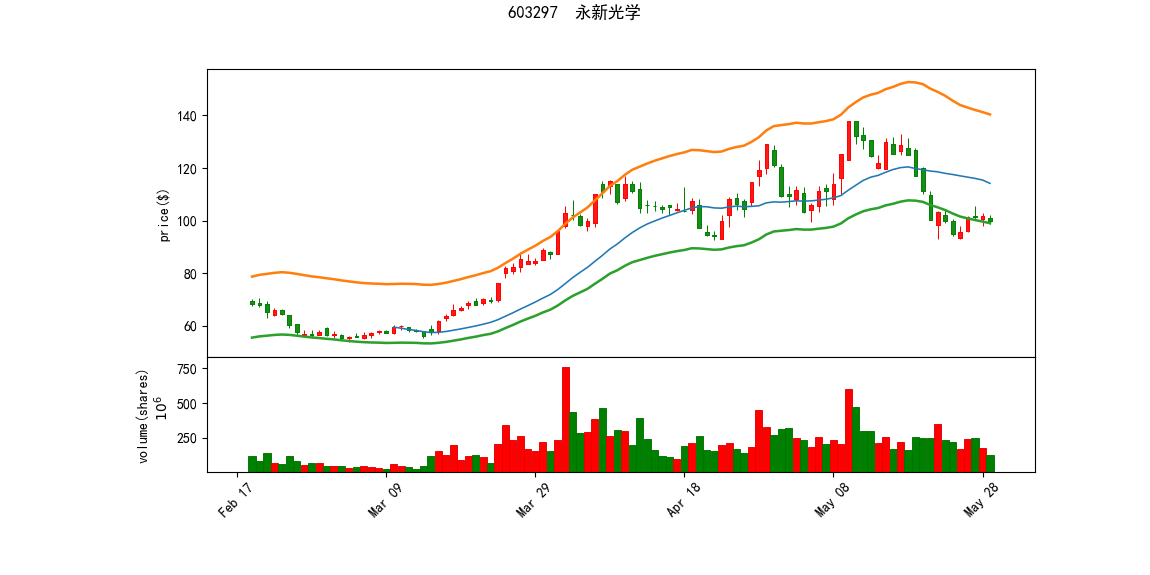 603297 永新光学
price($)
140
120
100
80
60
volume(shares)
10^6
750
500
250
Feb 17
Mar 09
Mar 29
Apr 18
May 08
May 28